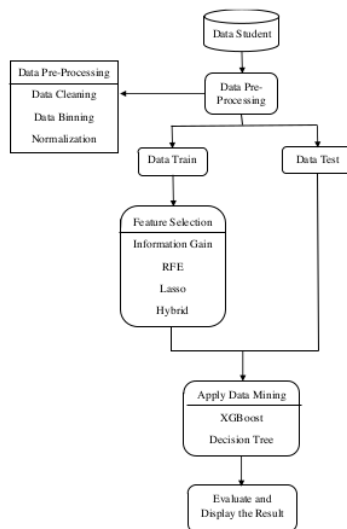 Data Student
Data Pre-Processing
Data Cleaning
Data Binning
Normalization
Data Pre-
Processing
Data Train
Data Test
Feature Selection
Information Gain
RFE
Lasso
Hybrid
Apply Data Mining
XGBoost
Decision Tree
Evaluate and
Display the Result